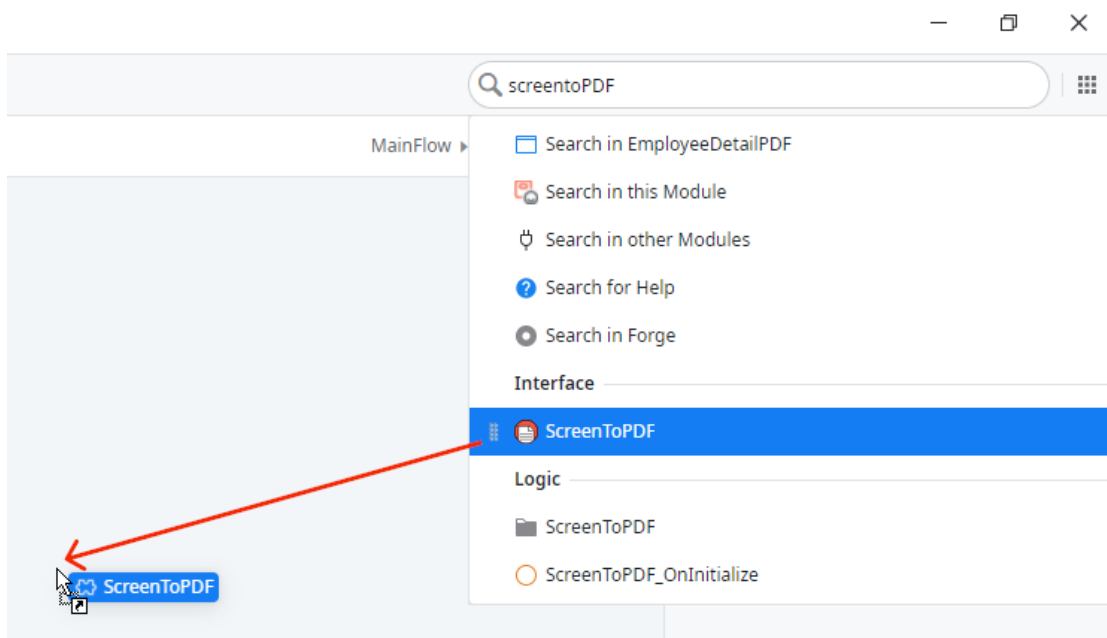 screentoPDF
MainFlow
Search in EmployeeDetailPDF
Search in this Module
Search in other Modules
Search for Help
Search in Forge
Interface
ScreenToPDF
Logic
ScreenToPDF
ScreenToPDF_OnInitialize
ScreenToPDF